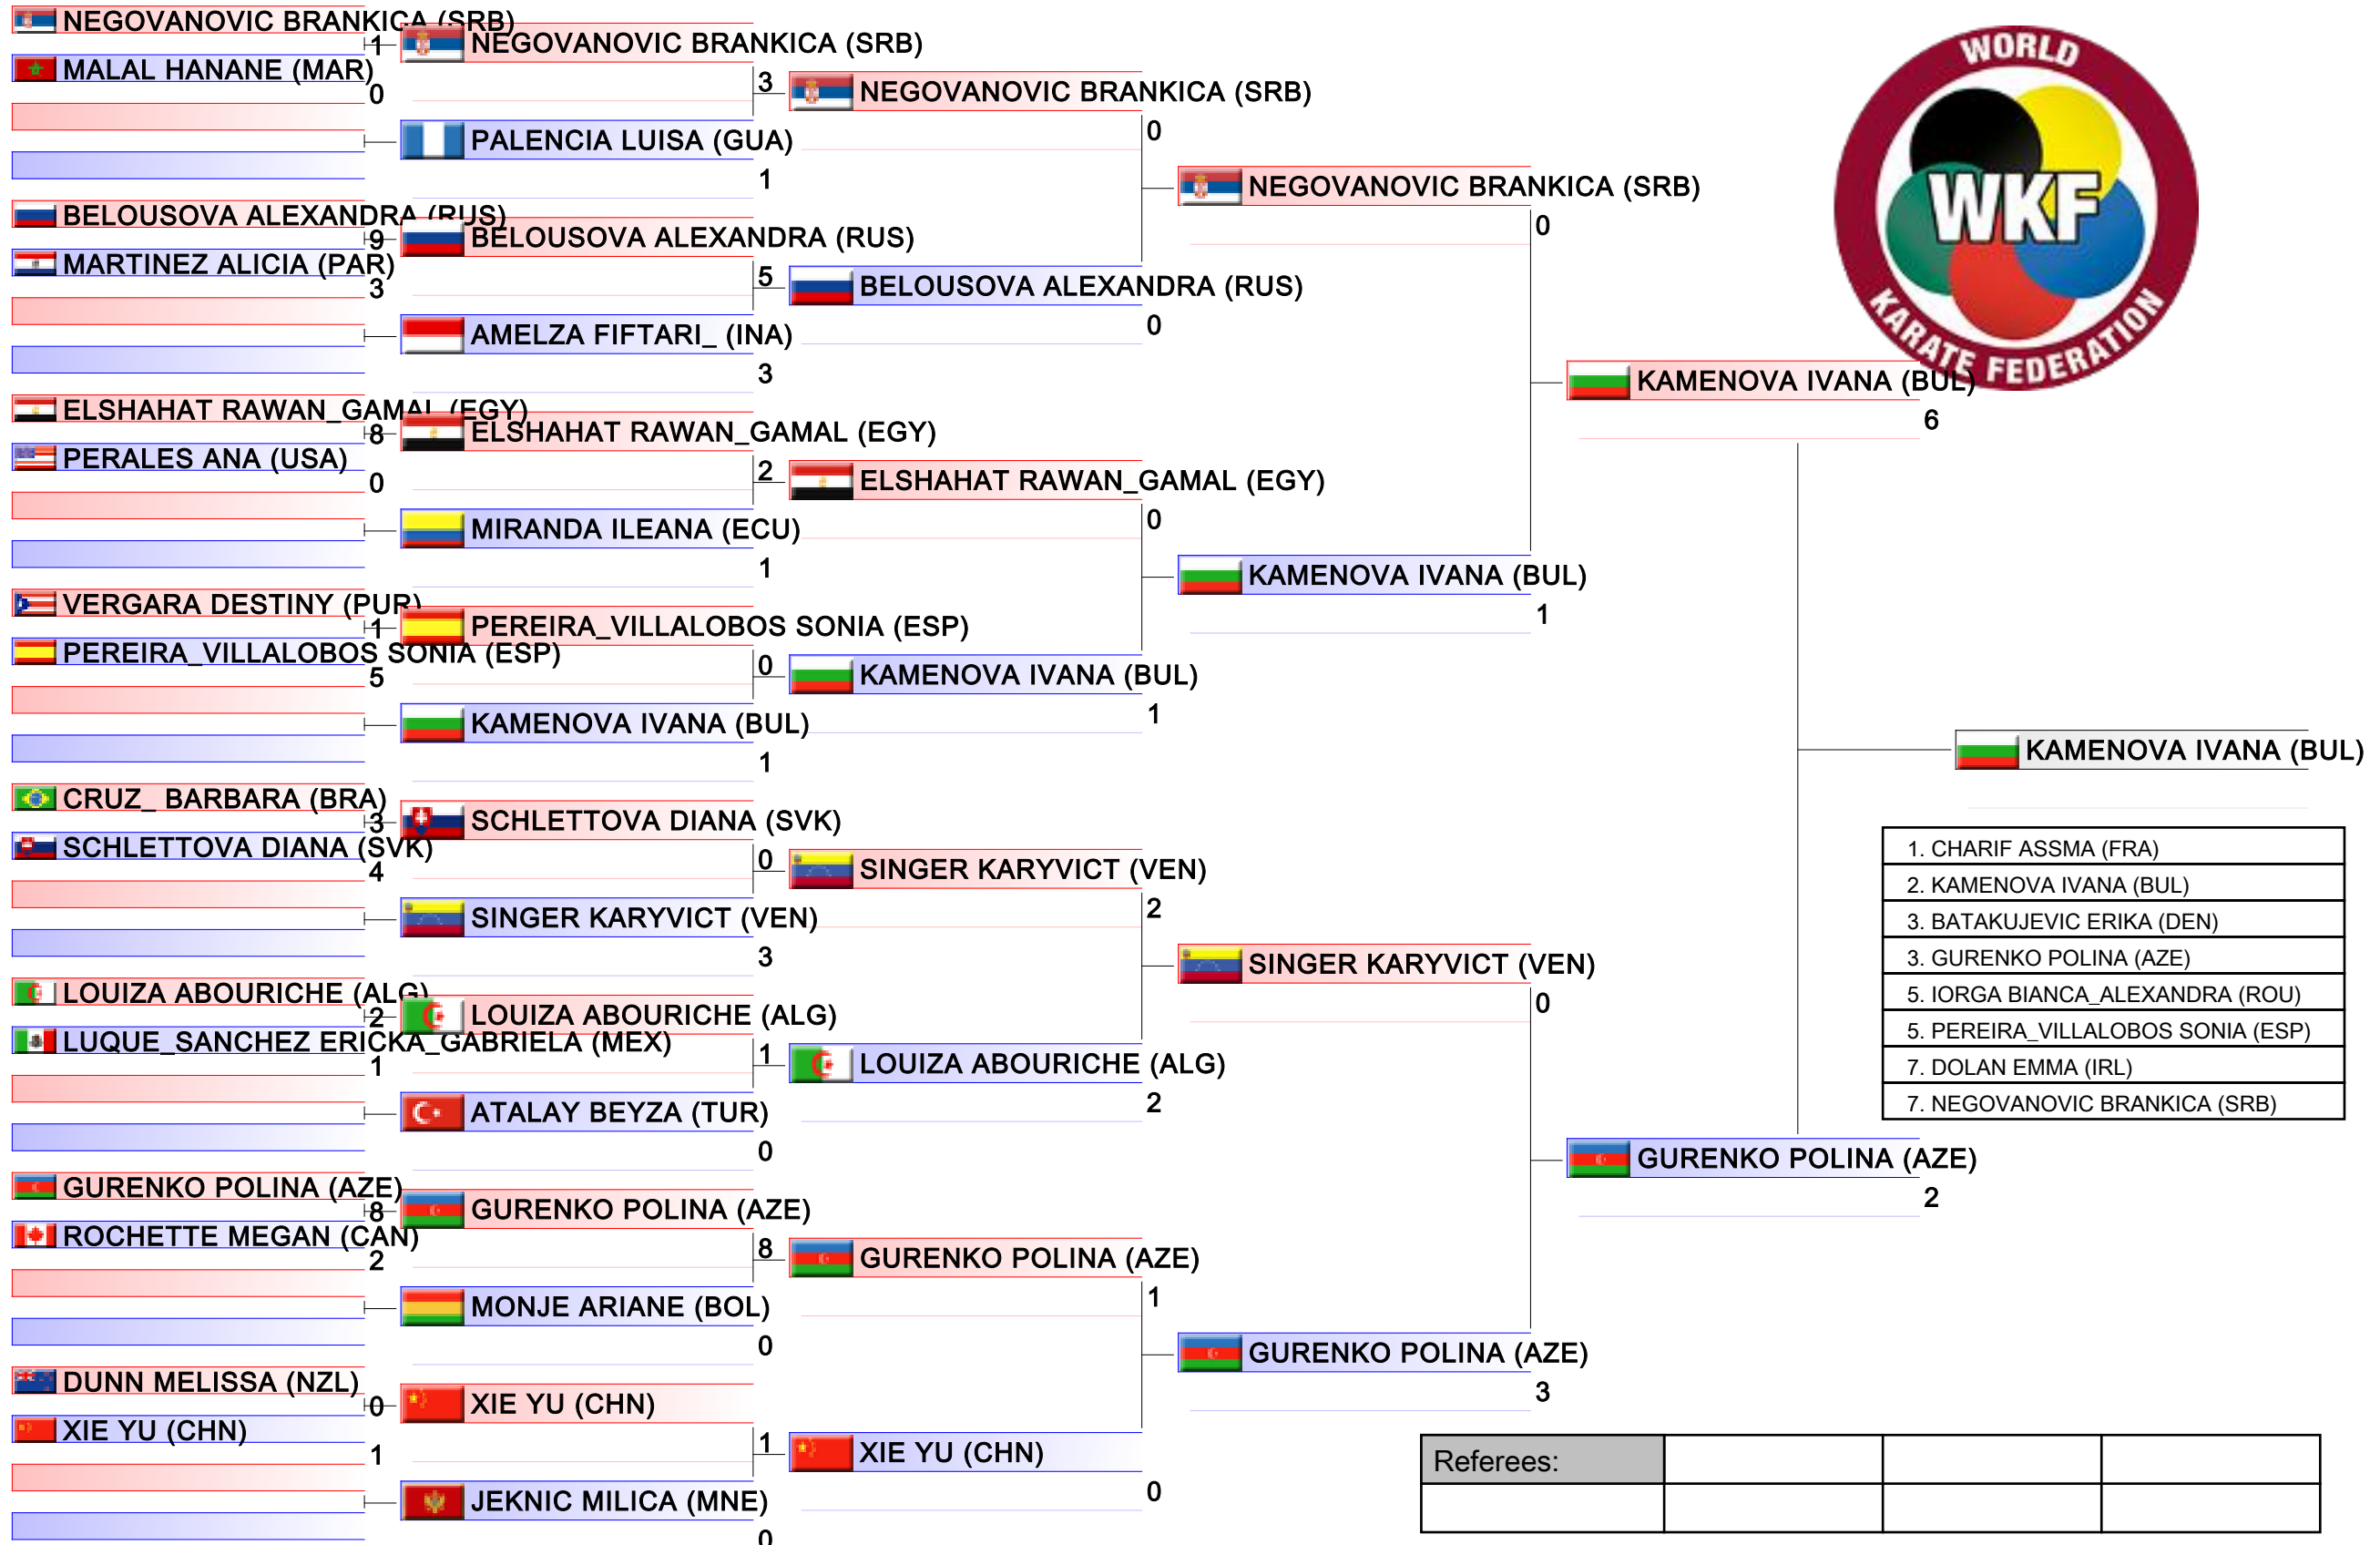 NEGOVANOVIC BRANKICA (SRB)
1
MALAL HANANE (MAR)
0
BELOUSOVA ALEXANDRA (RUS)
9
MARTINEZ ALICIA (PAR)
3
ELSHAHAT RAWAN_GAMAL (EGY)
8
PERALES ANA (USA)
0
VERGARA DESTINY (PUR)
1
PEREIRA_VILLALOBOS SONIA (ESP)
5
CRUZ_ BARBARA (BRA)
3
SCHLETTOVA DIANA (SVK)
4
LOUIZA ABOURICHE (ALG)
2
LUQUE_SANCHEZ ERICKA_GABRIELA (MEX)
1
GURENKO POLINA (AZE)
8
ROCHETTE MEGAN (CAN)
2
DUNN MELISSA (NZL)
0
XIE YU (CHN)
1
NEGOVANOVIC BRANKICA (SRB)
3
PALENCIA LUISA (GUA)
1
BELOUSOVA ALEXANDRA (RUS)
5
AMELZA FIFTARI_ (INA)
3
ELSHAHAT RAWAN_GAMAL (EGY)
2
MIRANDA ILEANA (ECU)
1
PEREIRA_VILLALOBOS SONIA (ESP)
0
KAMENOVA IVANA (BUL)
1
SCHLETTOVA DIANA (SVK)
0
SINGER KARYVICT (VEN)
3
LOUIZA ABOURICHE (ALG)
1
ATALAY BEYZA (TUR)
0
GURENKO POLINA (AZE)
8
MONJE ARIANE (BOL)
0
XIE YU (CHN)
1
JEKNIC MILICA (MNE)
0
NEGOVANOVIC BRANKICA (SRB)
0
BELOUSOVA ALEXANDRA (RUS)
0
ELSHAHAT RAWAN_GAMAL (EGY)
0
KAMENOVA IVANA (BUL)
1
SINGER KARYVICT (VEN)
2
LOUIZA ABOURICHE (ALG)
2
GURENKO POLINA (AZE)
1
XIE YU (CHN)
0
NEGOVANOVIC BRANKICA (SRB)
0
KAMENOVA IVANA (BUL)
1
SINGER KARYVICT (VEN)
0
GURENKO POLINA (AZE)
3
KAMENOVA IVANA (BUL)
6
GURENKO POLINA (AZE)
2
KAMENOVA IVANA (BUL)
WORLD
WKF
KARATE FEDERATION
1. CHARIF ASSMA (FRA)
2. KAMENOVA IVANA (BUL)
3. BATAKUJEVIC ERIKA (DEN)
3. GURENKO POLINA (AZE)
5. IORGA BIANCA_ALEXANDRA (ROU)
5. PEREIRA_VILLALOBOS SONIA (ESP)
7. DOLAN EMMA (IRL)
7. NEGOVANOVIC BRANKICA (SRB)
Referees: